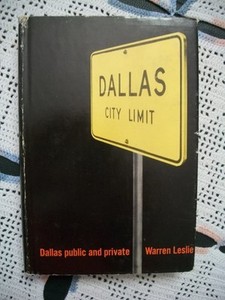 DALLAS
CITY LIMIT
Dallas public and private Warren Leslie